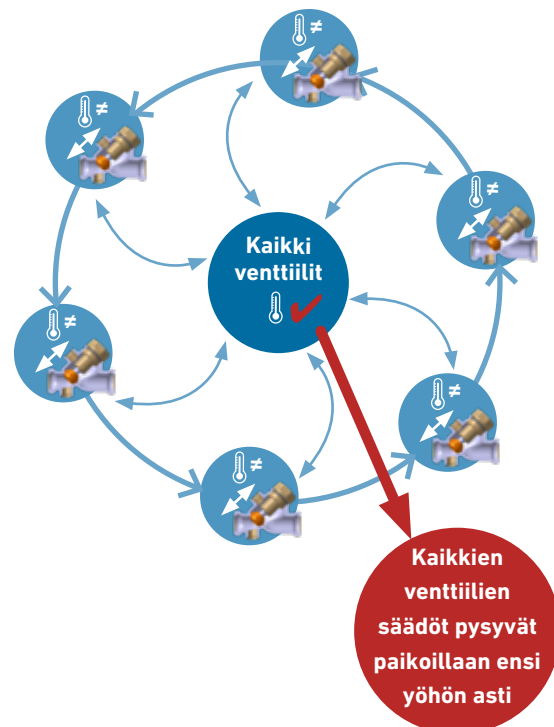 ≠
≠
≠
Kaikki
venttiilit
≠
≠
≠
Kaikkien
venttiilien
säädöt pysyvät
paikoillaan ensi
yöhön asti